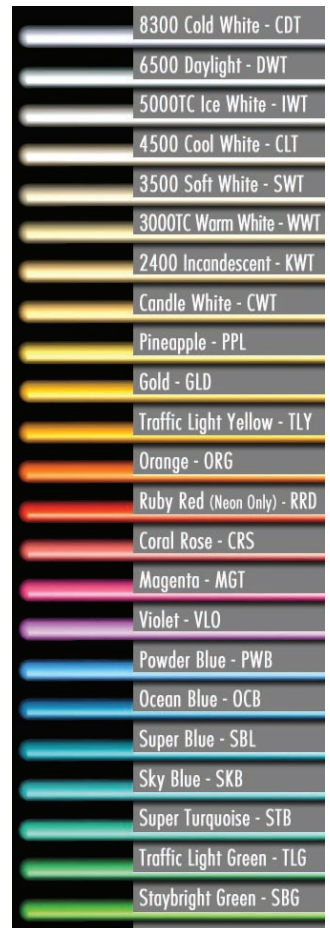 8300 Cold White - CDT
6500 Daylight - DWT
5000TC Ice White - IWT
4500 Cool White - CLT
3500 Soft White - SWT
3000TC Warm White - WWT
2400 Incandescent - KWT
Candle White - CWT
Pineapple - PPL
Gold - GLD
Traffic Light Yellow - TLY
Orange - ORG
Ruby Red (Neon Only) - RRD
Coral Rose - CRS
Magenta - MGT
Violet - VLO
Powder Blue - PWB
Ocean Blue - OCB
Super Blue - SBL
Sky Blue - SKB
Super Turquoise - STB
Traffic Light Green - TLG
Staybright Green - SBG